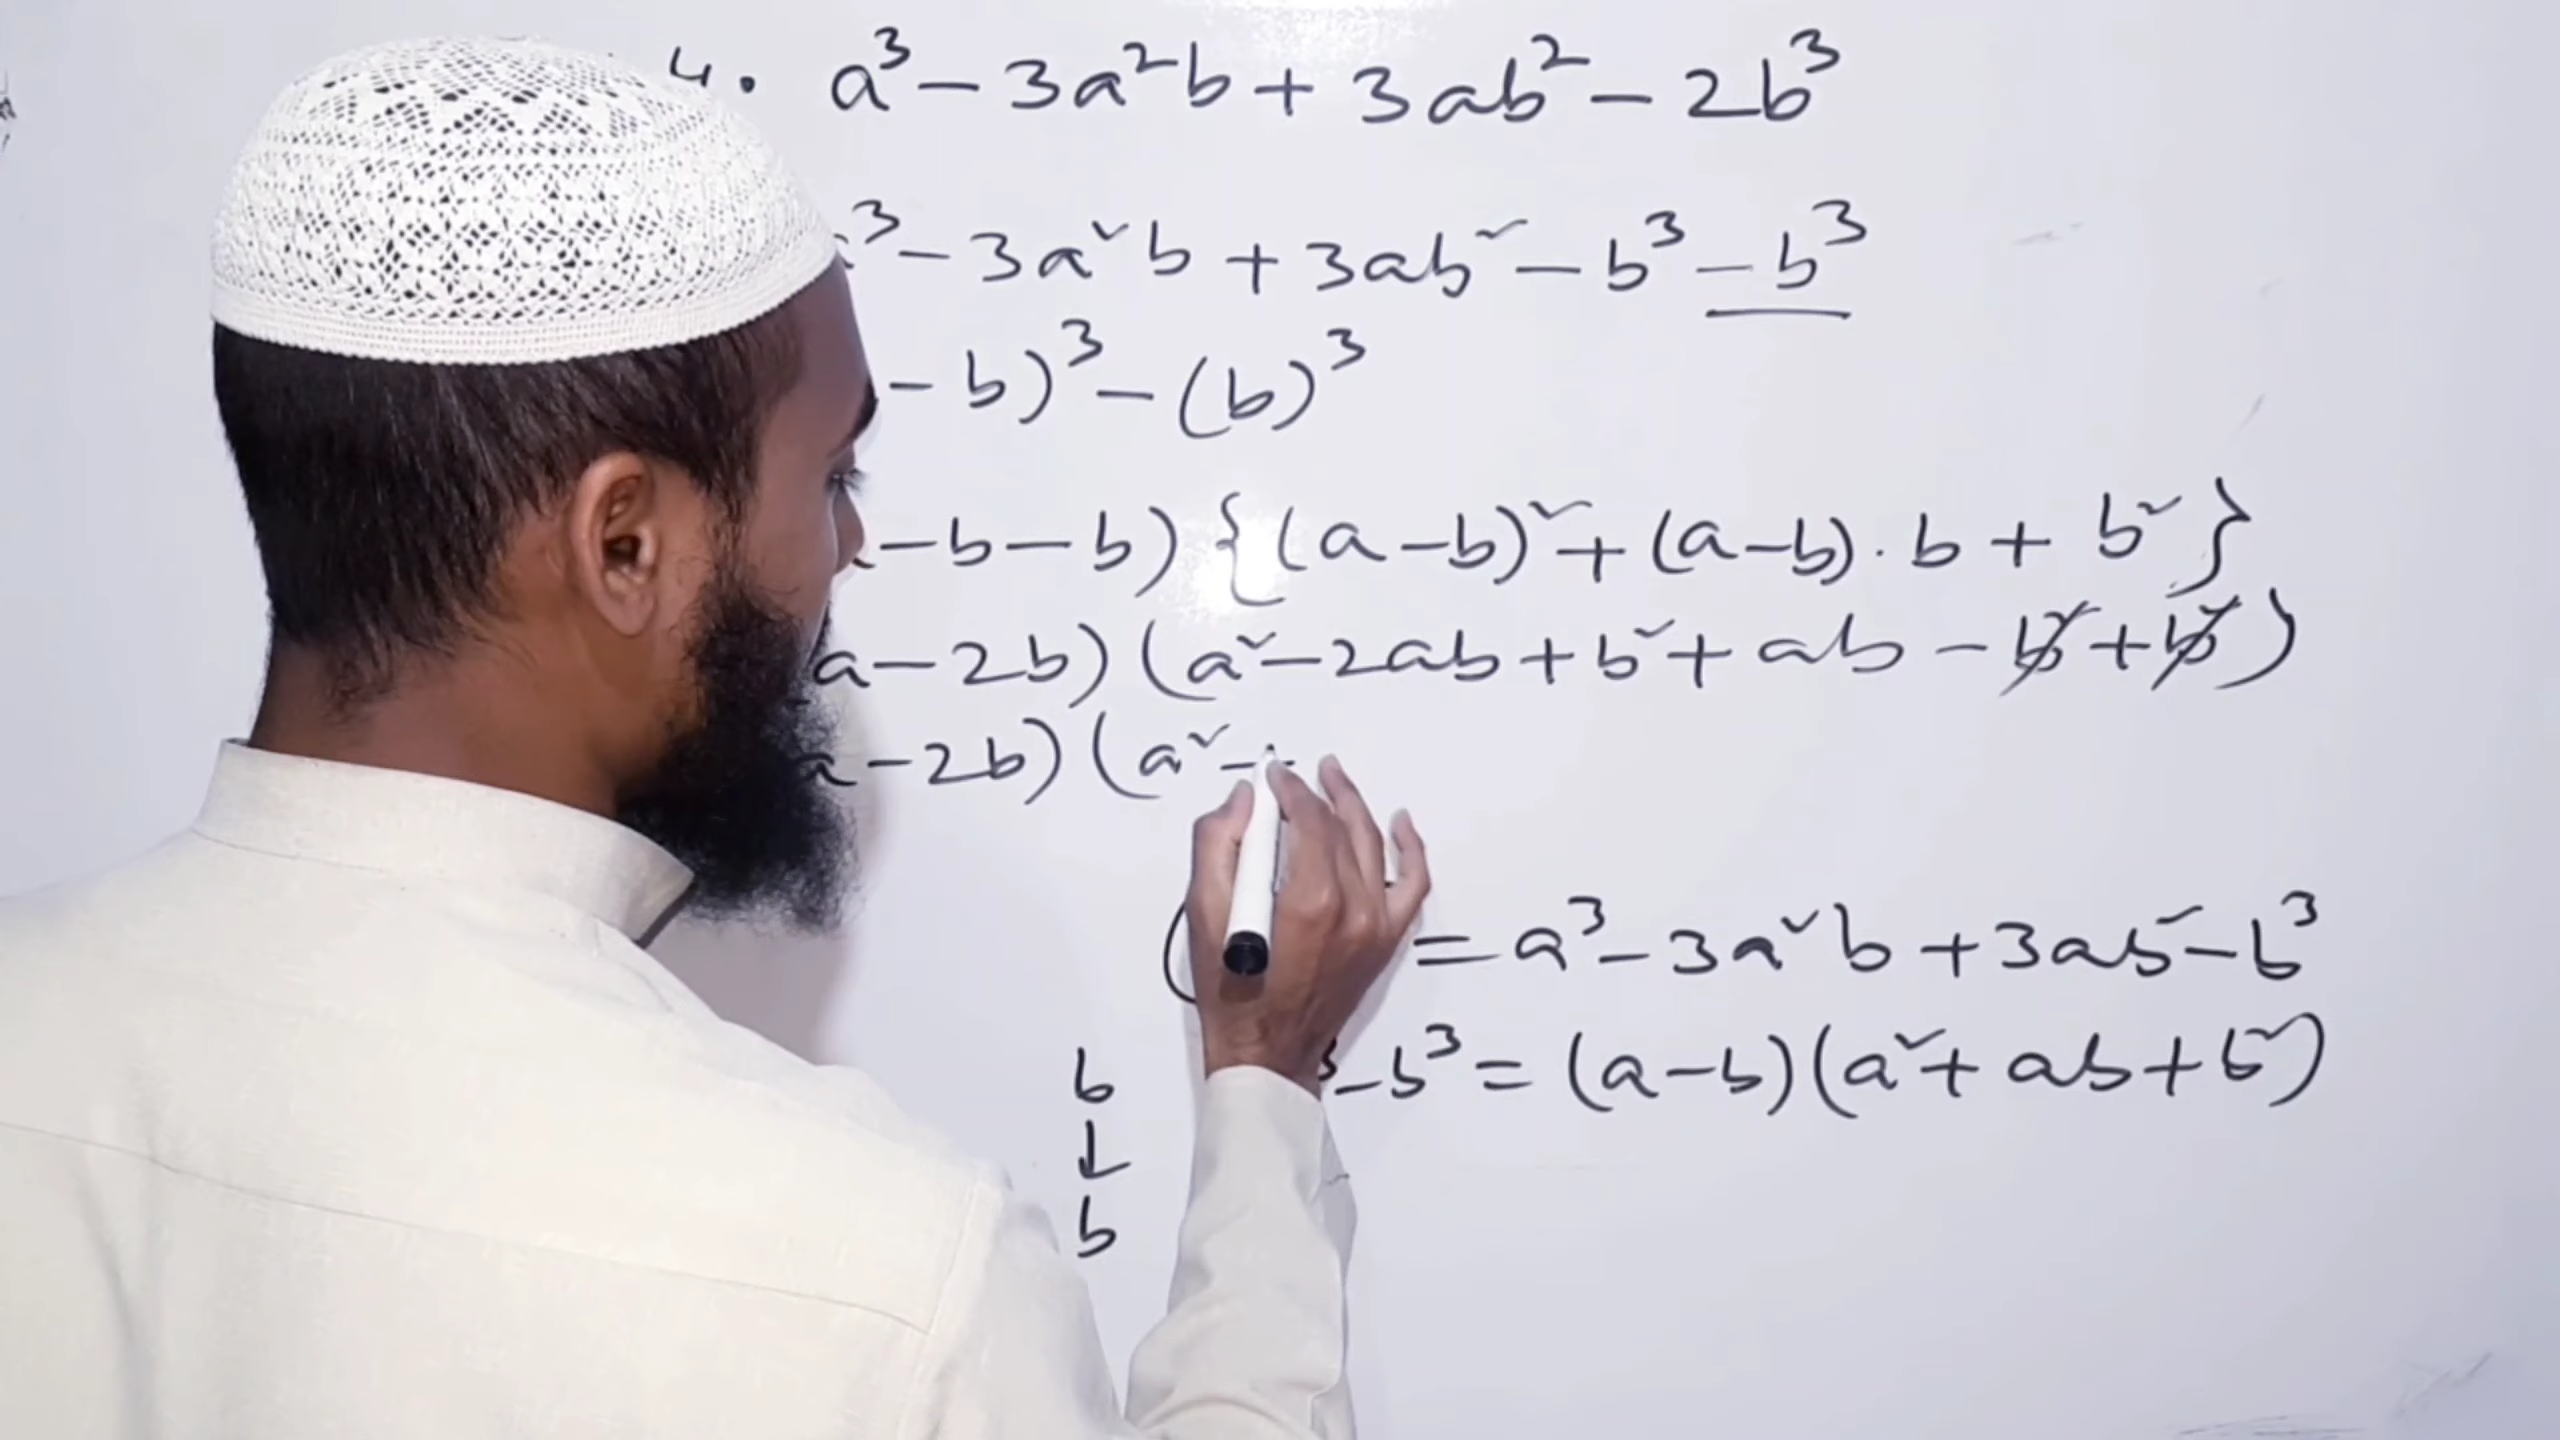 4. a³ - 3a²b + 3ab² - 2b³
³ - 3a²b + 3ab² - b³ - b³
- b)³ - (b)³
- b - b) {(a - b)² + (a - b) . b + b²}
a - 2b) (a² - 2ab + b² + ab - b² + b²)
a - 2b) (a² -
( = a³ - 3a²b + 3ab² - b³
³ - b³ = (a - b) (a² + ab + b²)
b
↓
b